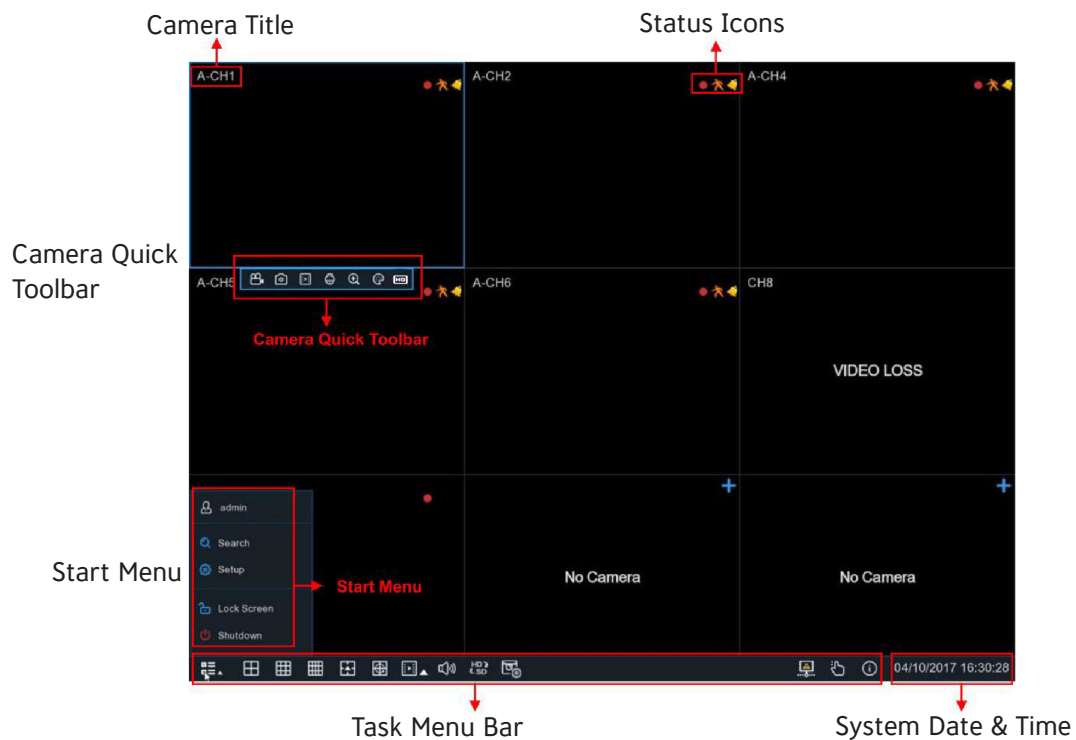 Camera Title
Status Icons
A-CH1
A-CH2
A-CH4
Camera Quick
Toolbar
A-CH5
HD
A-CH6
CH8
Camera Quick Toolbar
VIDEO LOSS
admin
Search
Setup
Start Menu
Start Menu
No Camera
No Camera
Lock Screen
Shutdown
HD
SD
04/10/2017 16:30:28
Task Menu Bar
System Date & Time